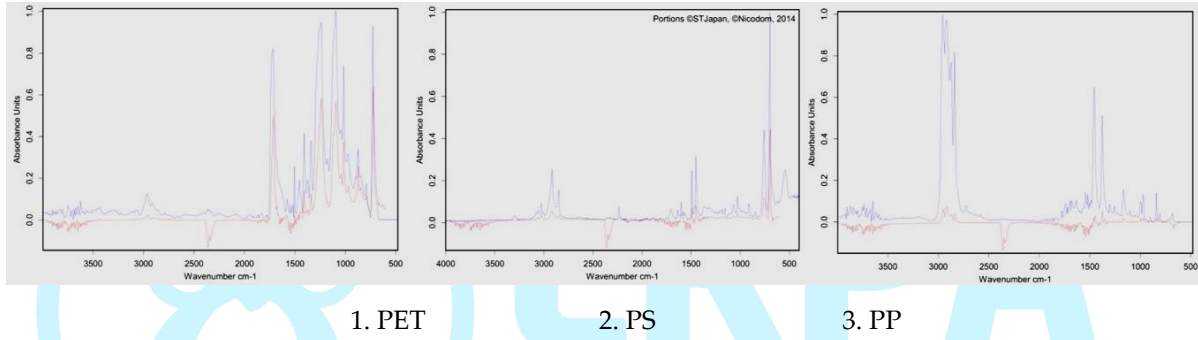 Portions ©STJapan, ©Nicodom, 2014
Absorbance Units
0.0 0.2 0.4 0.6 0.8 1.0
3500 3000 2500 2000 1500 1000 500
Wavenumber cm-1
Absorbance Units
0.0 0.2 0.4 0.6 0.8 1.0
4000 3500 3000 2500 2000 1500 1000 500
Wavenumber cm-1
Absorbance Units
0.0 0.2 0.4 0.6 0.8 1.0
4000 3500 3000 2500 2000 1500 1000 500
Wavenumber cm-1
1. PET 2. PS 3. PP